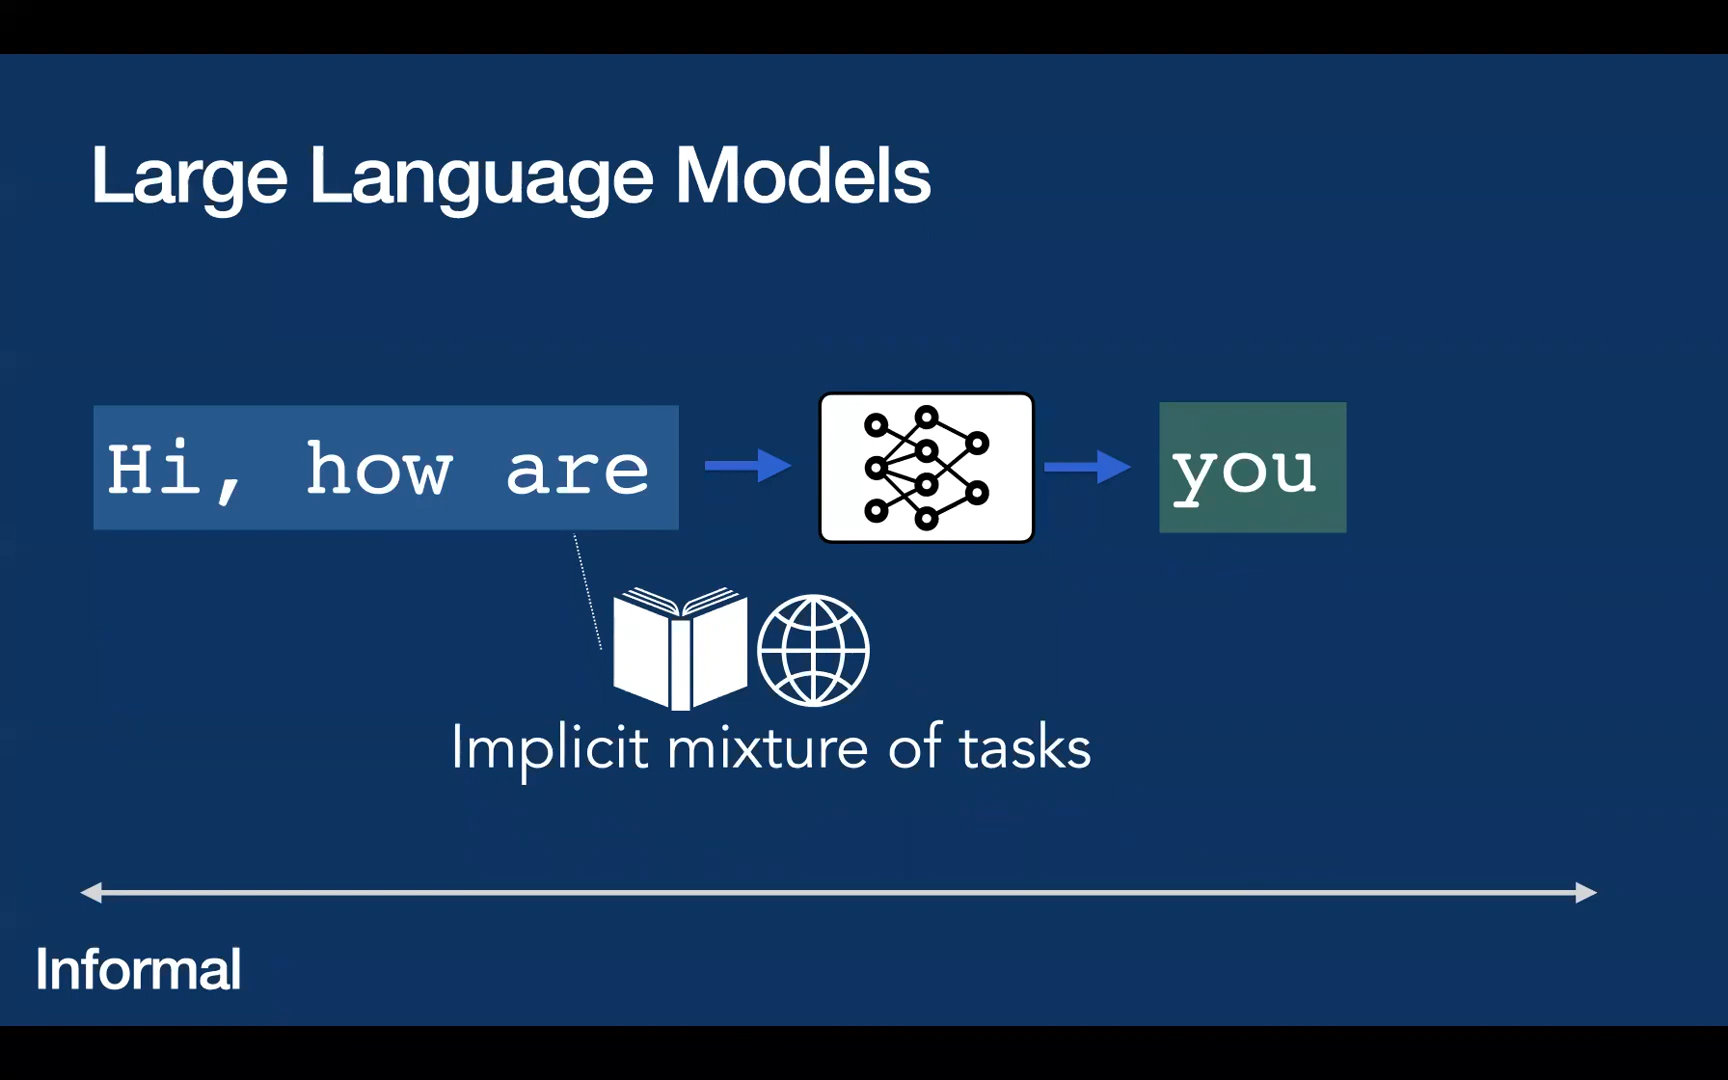 Large Language Models
Hi, how are
you
Implicit mixture of tasks
Informal